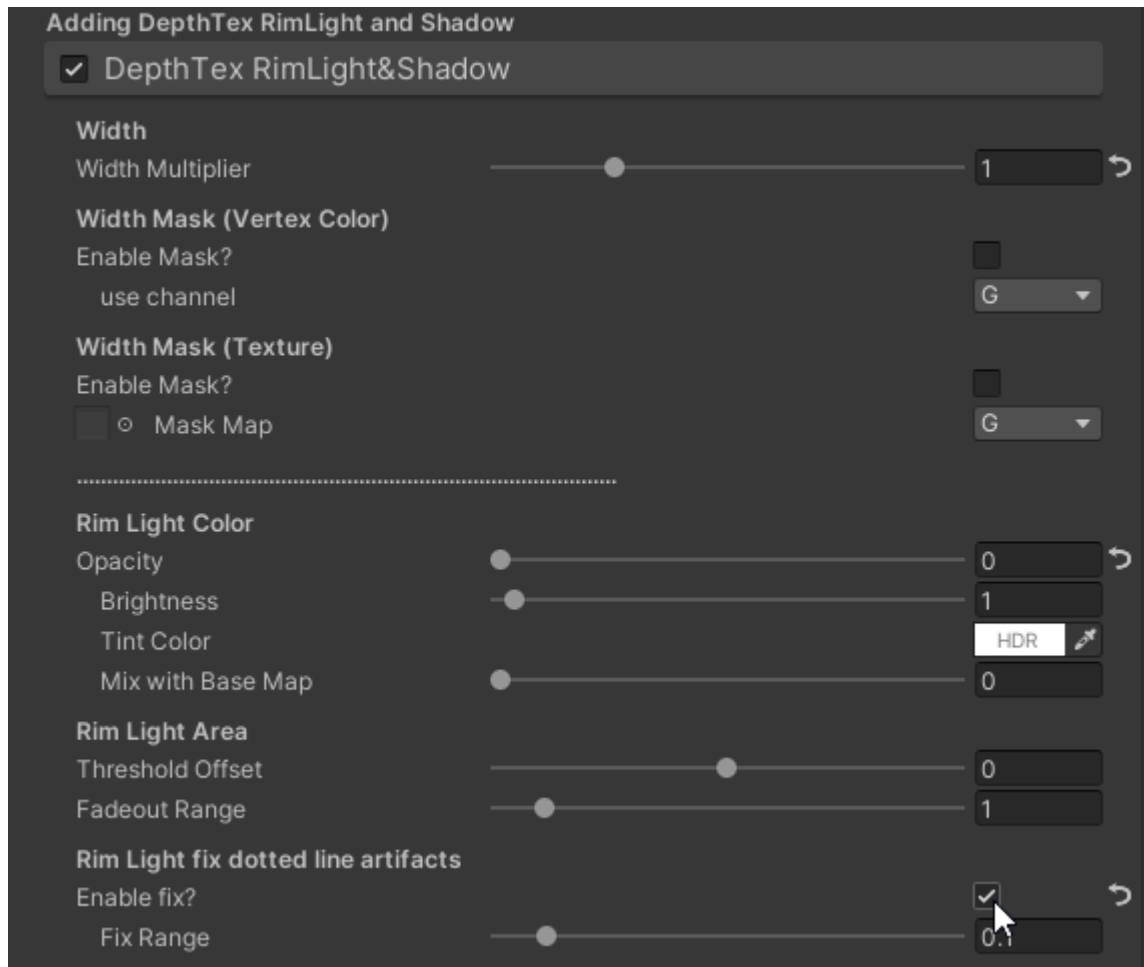 Adding DepthTex RimLight and Shadow
DepthTex RimLight&Shadow
Width
Width Multiplier 1
Width Mask (Vertex Color)
Enable Mask?
use channel G
Width Mask (Texture)
Enable Mask?
Mask Map G
Rim Light Color
Opacity 0
Brightness 1
Tint Color HDR
Mix with Base Map 0
Rim Light Area
Threshold Offset 0
Fadeout Range 1
Rim Light fix dotted line artifacts
Enable fix?
Fix Range 0.1